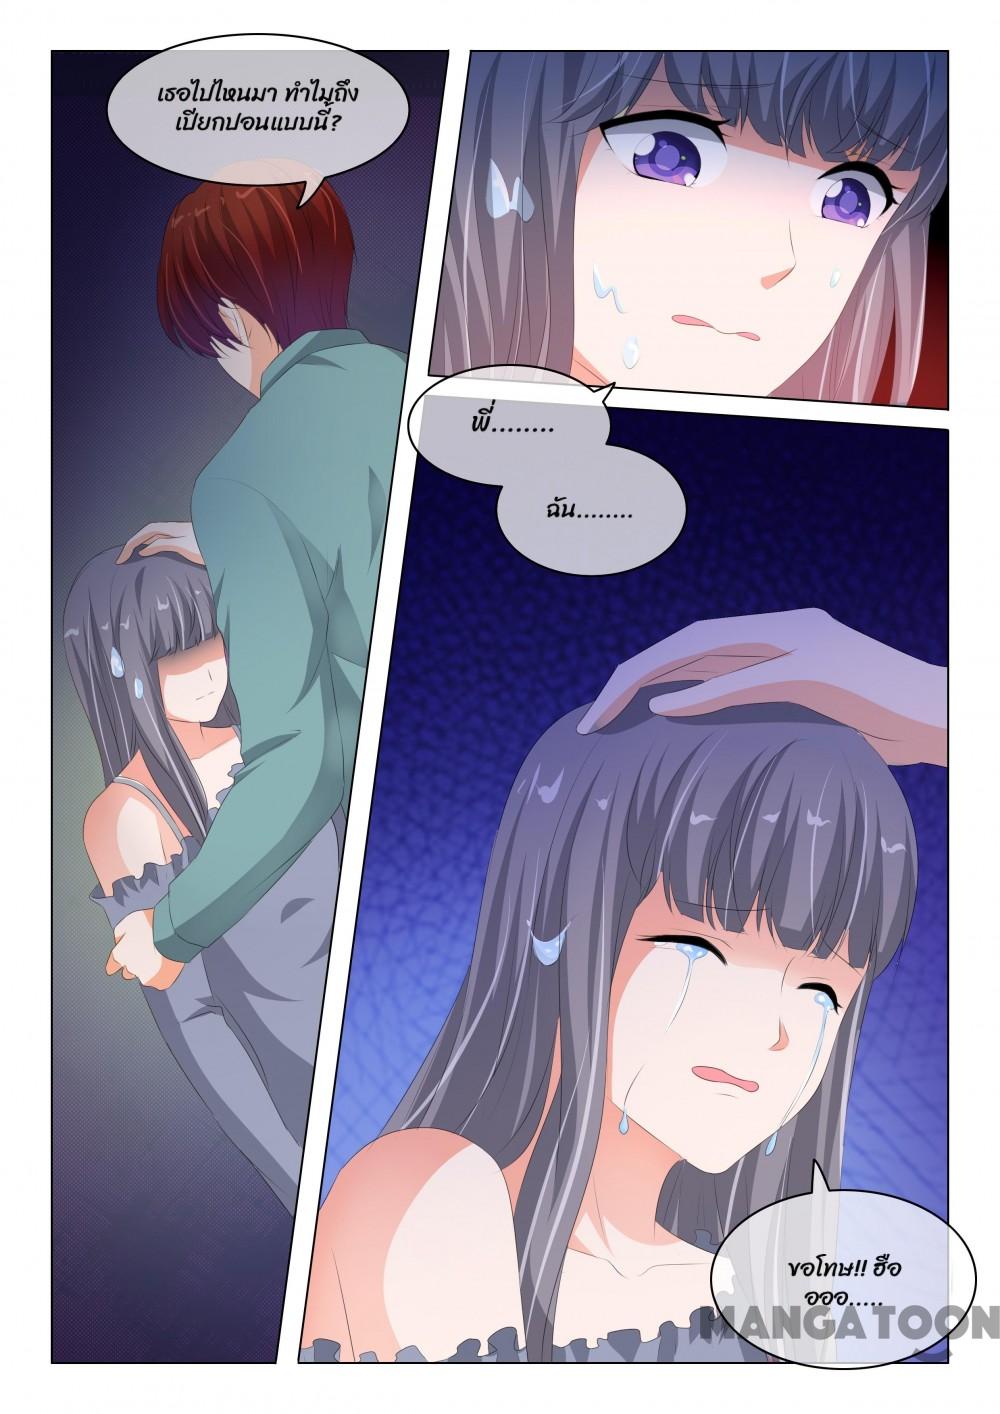 เธอไปไหนมา ทำไมถึง
เปียกปอนแบบนี้?
พี่........
ฉัน........
ขอโทษ!! ฮือ
อออ.....
MANGATOON